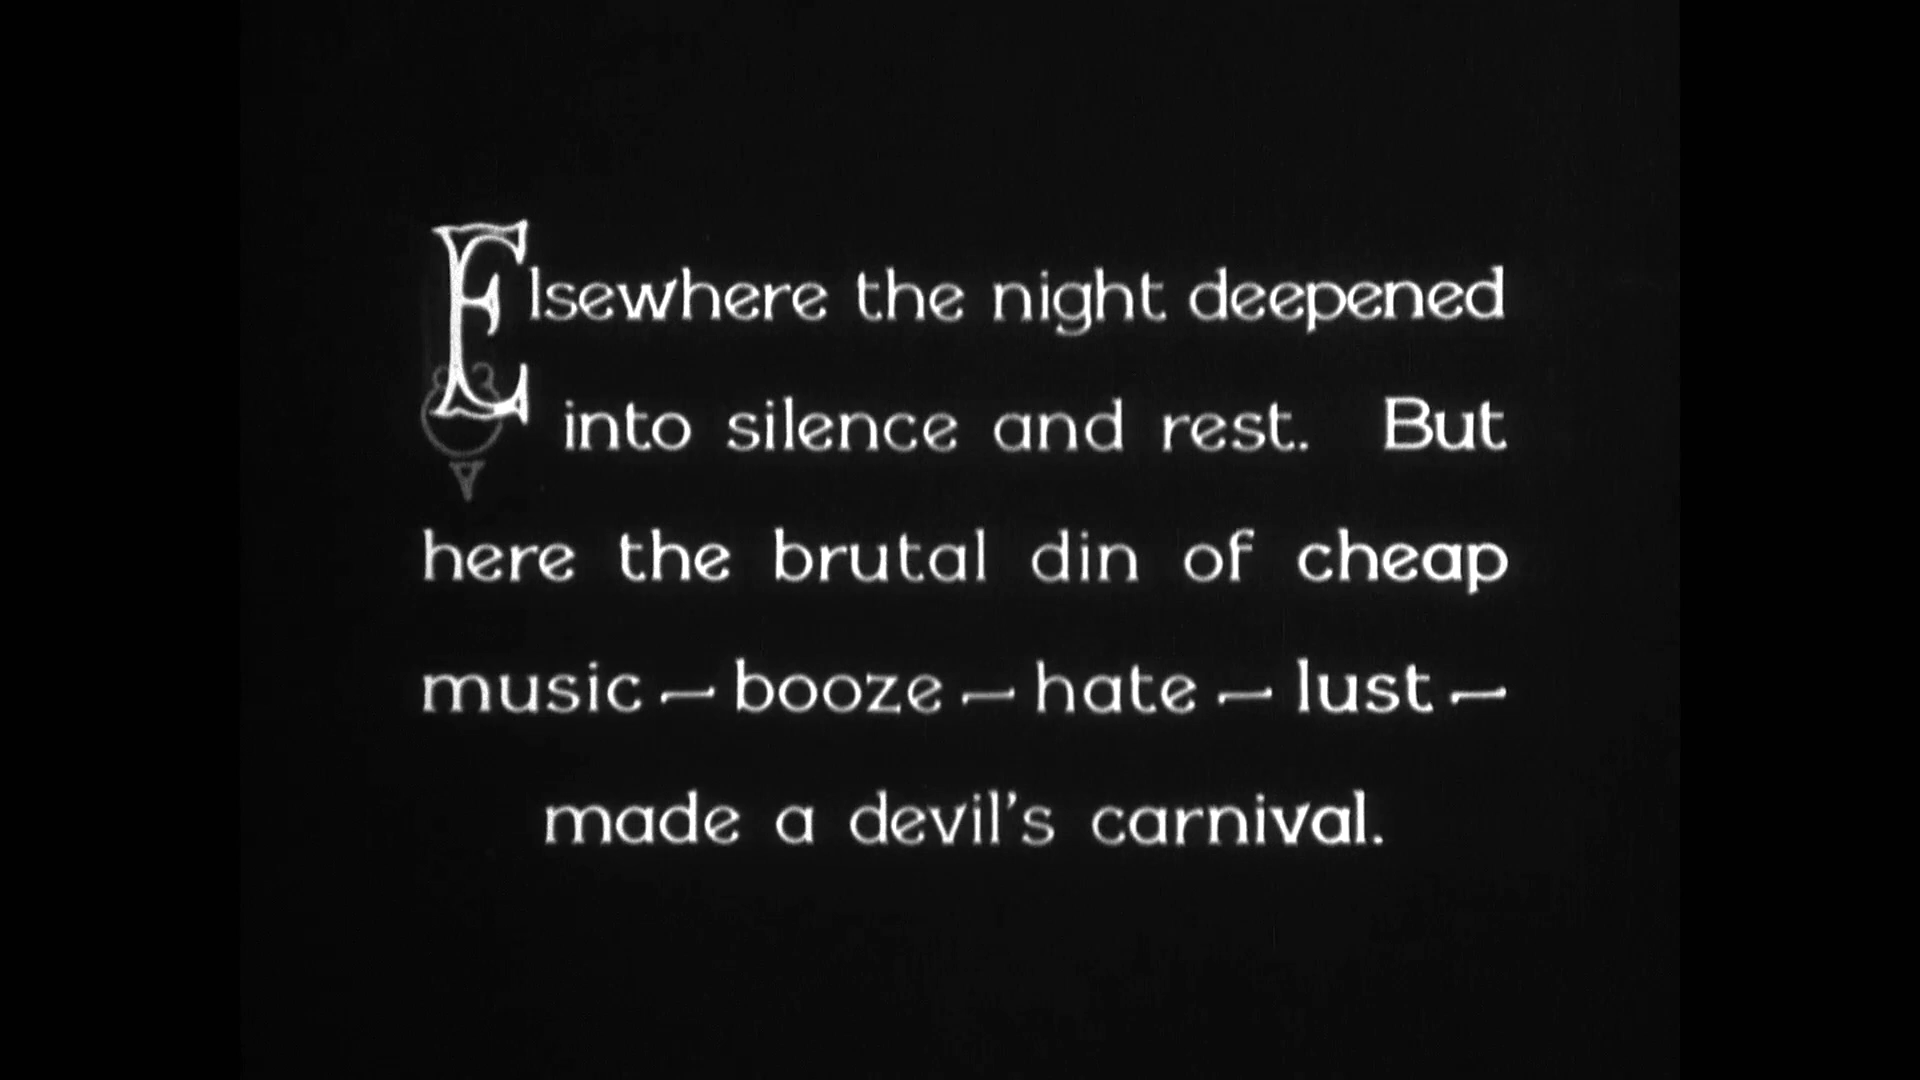 Elsewhere the night deepened
into silence and rest. But
here the brutal din of cheap
music — booze — hate — lust —
made a devil's carnival.